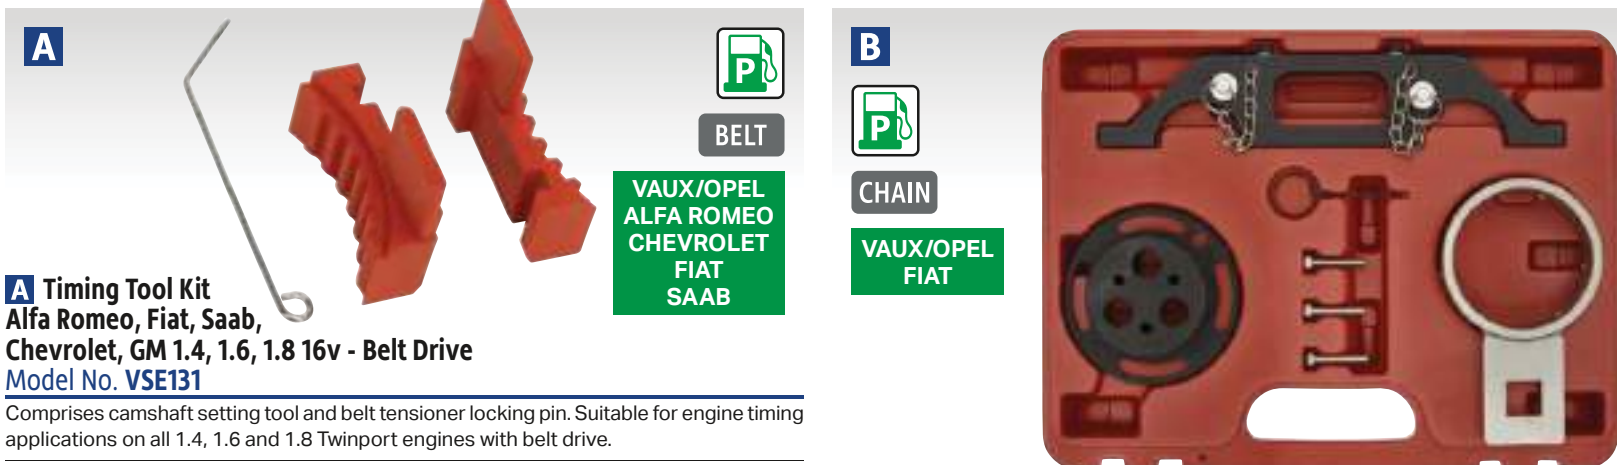 A
P
BELT
VAUX/OPEL
ALFA ROMEO
CHEVROLET
FIAT
SAAB
A Timing Tool Kit
Alfa Romeo, Fiat, Saab,
Chevrolet, GM 1.4, 1.6, 1.8 16v - Belt Drive
Model No. VSE131
Comprises camshaft setting tool and belt tensioner locking pin. Suitable for engine timing
applications on all 1.4, 1.6 and 1.8 Twinport engines with belt drive.
B
P
CHAIN
VAUX/OPEL
FIAT